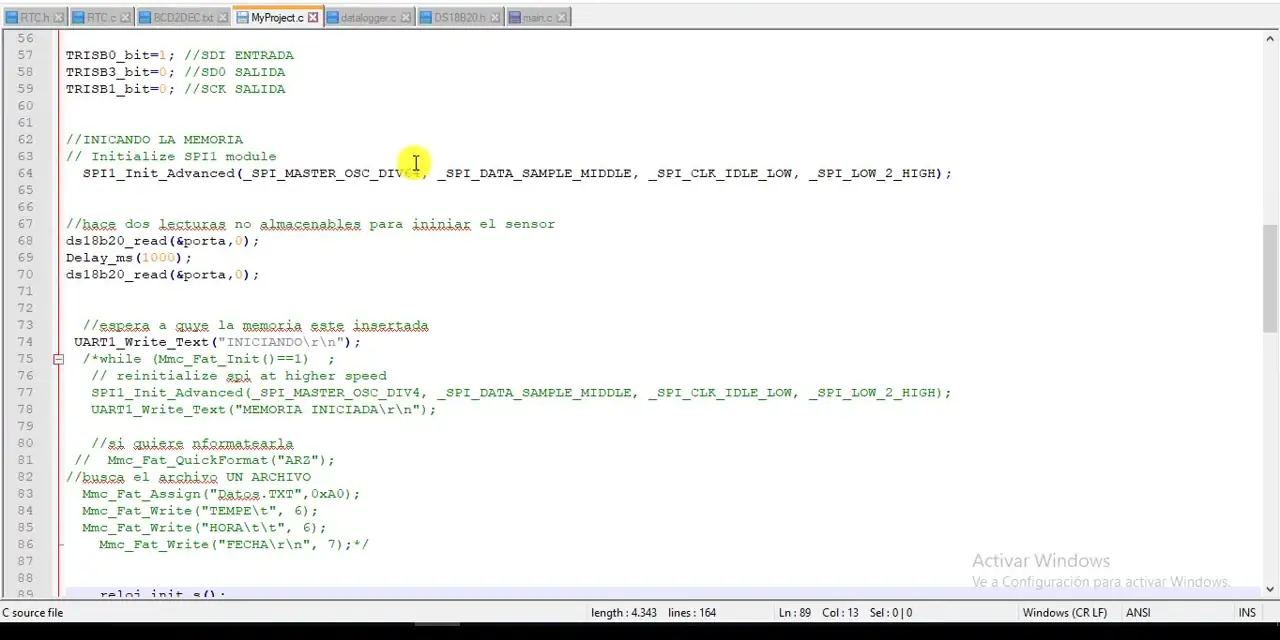 RTC.h RTC.c BCD2DEC.txt MyProject.c datalogger.c DS18B20.h main.c
56
57 TRISB0_bit=1; //SDI ENTRADA
58 TRISB3_bit=0; //SD0 SALIDA
59 TRISB1_bit=0; //SCK SALIDA
60
61
62 //INICANDO LA MEMORIA
63 // Initialize SPI1 module
64 SPI1_Init_Advanced(_SPI_MASTER_OSC_DIV64, _SPI_DATA_SAMPLE_MIDDLE, _SPI_CLK_IDLE_LOW, _SPI_LOW_2_HIGH);
65
66
67 //hace dos lecturas no almacenables para ininiar el sensor
68 ds18b20_read(&porta,0);
69 Delay_ms(1000);
70 ds18b20_read(&porta,0);
71
72
73 //espera a quye la memoria este insertada
74 UART1_Write_Text("INICIANDO\r\n");
75 /*while (Mmc_Fat_Init()==1) ;
76 // reinitialize spi at higher speed
77 SPI1_Init_Advanced(_SPI_MASTER_OSC_DIV4, _SPI_DATA_SAMPLE_MIDDLE, _SPI_CLK_IDLE_LOW, _SPI_LOW_2_HIGH);
78 UART1_Write_Text("MEMORIA INICIADA\r\n");
79
80 //si quiere nformatearla
81 // Mmc_Fat_QuickFormat("ARZ");
82 //busca el archivo UN ARCHIVO
83 Mmc_Fat_Assign("Datos.TXT",0xA0);
84 Mmc_Fat_Write("TEMPE\t", 6);
85 Mmc_Fat_Write("HORA\t\t", 6);
86 Mmc_Fat_Write("FECHA\r\n", 7);*/
87
88
89 reloj_init_s();
Activar Windows
Ve a Configuración para activar Windows.
C source file length : 4.343 lines : 164 Ln : 89 Col : 13 Sel : 0 | 0 Windows (CR LF) ANSI INS